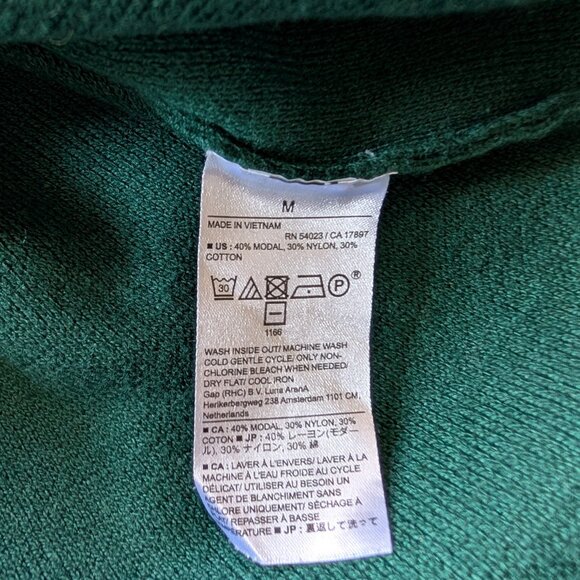 M
MADE IN VIETNAM
RN 54023 / CA 17897
■ US : 40% MODAL, 30% NYLON, 30%
COTTON
30 P ®
1166
WASH INSIDE OUT/ MACHINE WASH
COLD GENTLE CYCLE/ ONLY NON-
CHLORINE BLEACH WHEN NEEDED/
DRY FLAT/ COOL IRON
Gap (RHC) B.V. Luna ArenA
Herikerbergweg 238 Amsterdam 1101 CM,
Netherlands
■ CA : 40% MODAL, 30% NYLON, 30%
COTON ■ JP : 40% レーヨン(モダー
ル), 30% ナイロン, 30% 綿
■ CA : LAVER À L'ENVERS/ LAVER À LA
MACHINE À L'EAU FROIDE AU CYCLE
DÉLICAT/ UTILISER AU BESOIN UN
AGENT DE BLANCHIMENT SANS
CHLORE UNIQUEMENT/ SÉCHAGE À
PLAT/ REPASSER À BASSE
■ JP : 裏返して洗って